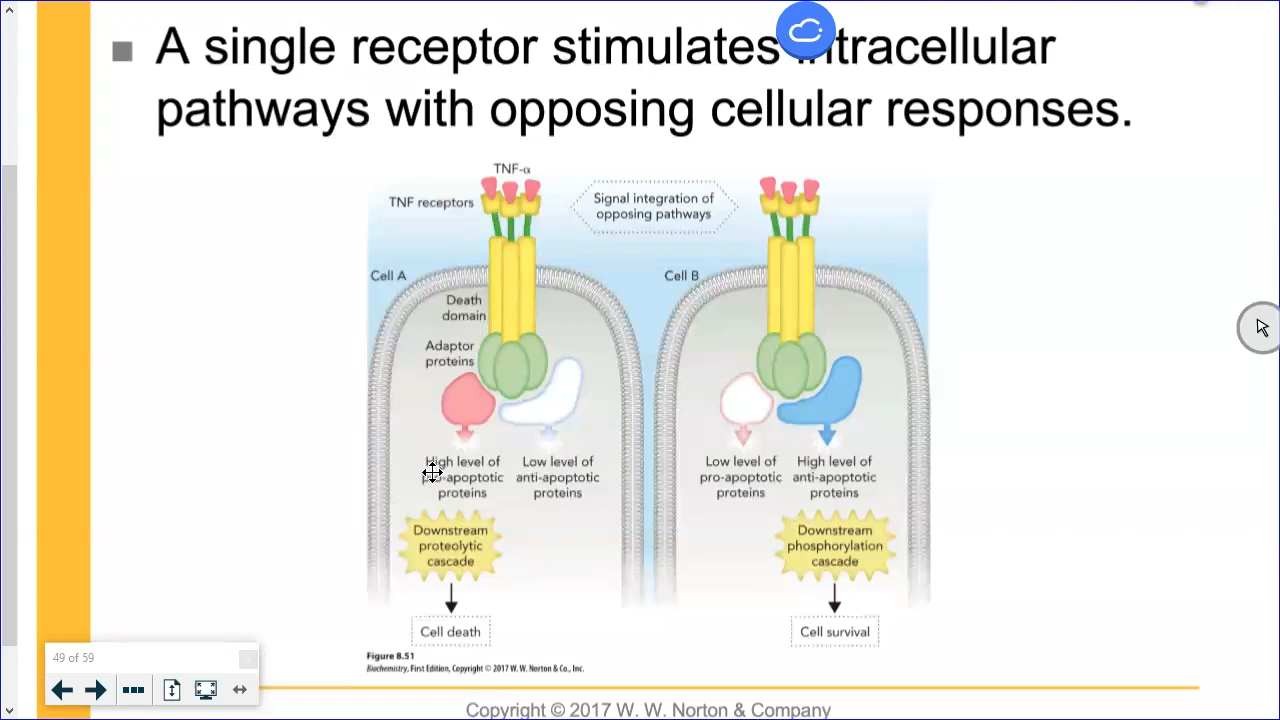 A single receptor stimulates intracellular
pathways with opposing cellular responses.
TNF-α
TNF receptors
Signal integration of
opposing pathways
Cell A
Cell B
Death
domain
Adaptor
proteins
High level of
pro-apoptotic
proteins
Low level of
anti-apoptotic
proteins
Low level of
pro-apoptotic
proteins
High level of
anti-apoptotic
proteins
Downstream
proteolytic
cascade
Downstream
phosphorylation
cascade
Cell death
Cell survival
Figure 8.51
Biochemistry, First Edition, Copyright © 2017 W. W. Norton & Co., Inc.
49 of 59
Copyright © 2017 W. W. Norton & Company